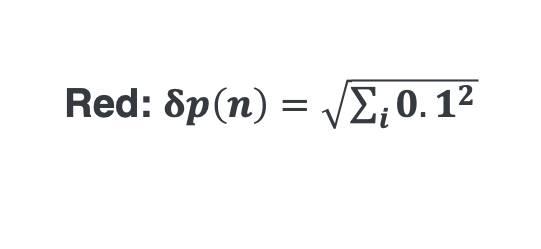 Red: δp(n) = √∑ᵢ 0.1²